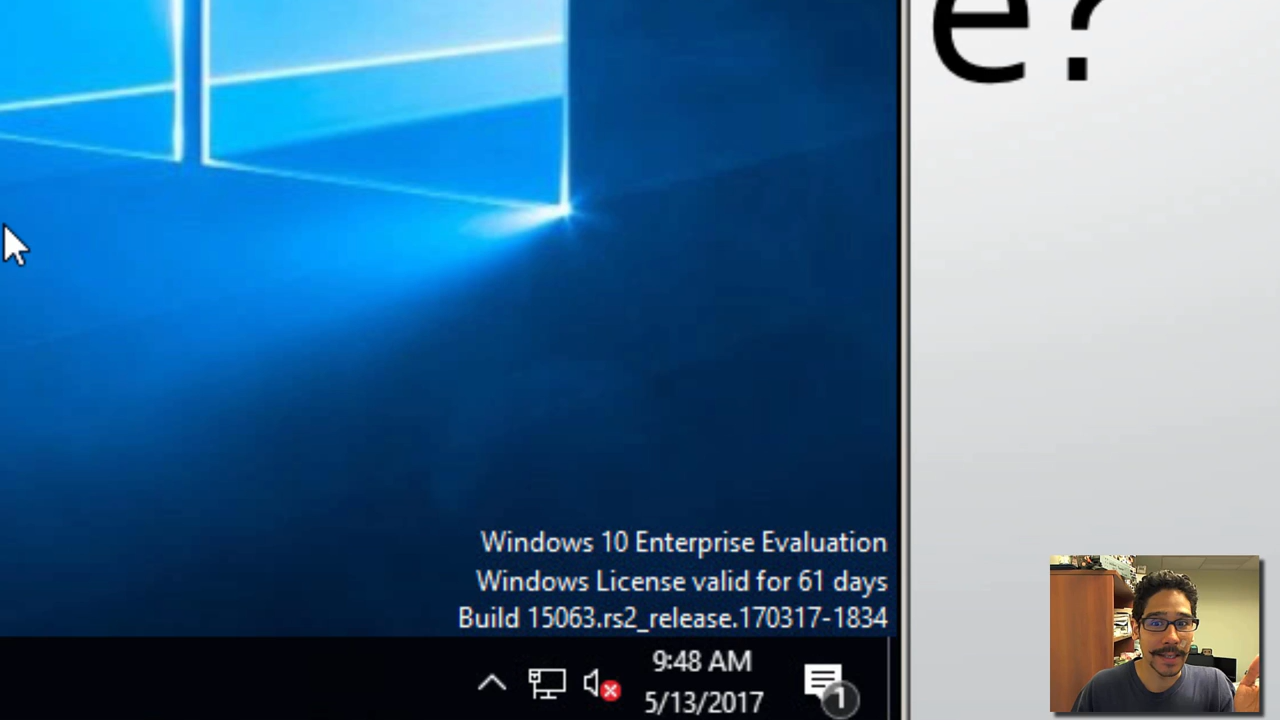 e?
Windows 10 Enterprise Evaluation
Windows License valid for 61 days
Build 15063.rs2_release.170317-1834
9:48 AM
5/13/2017
1